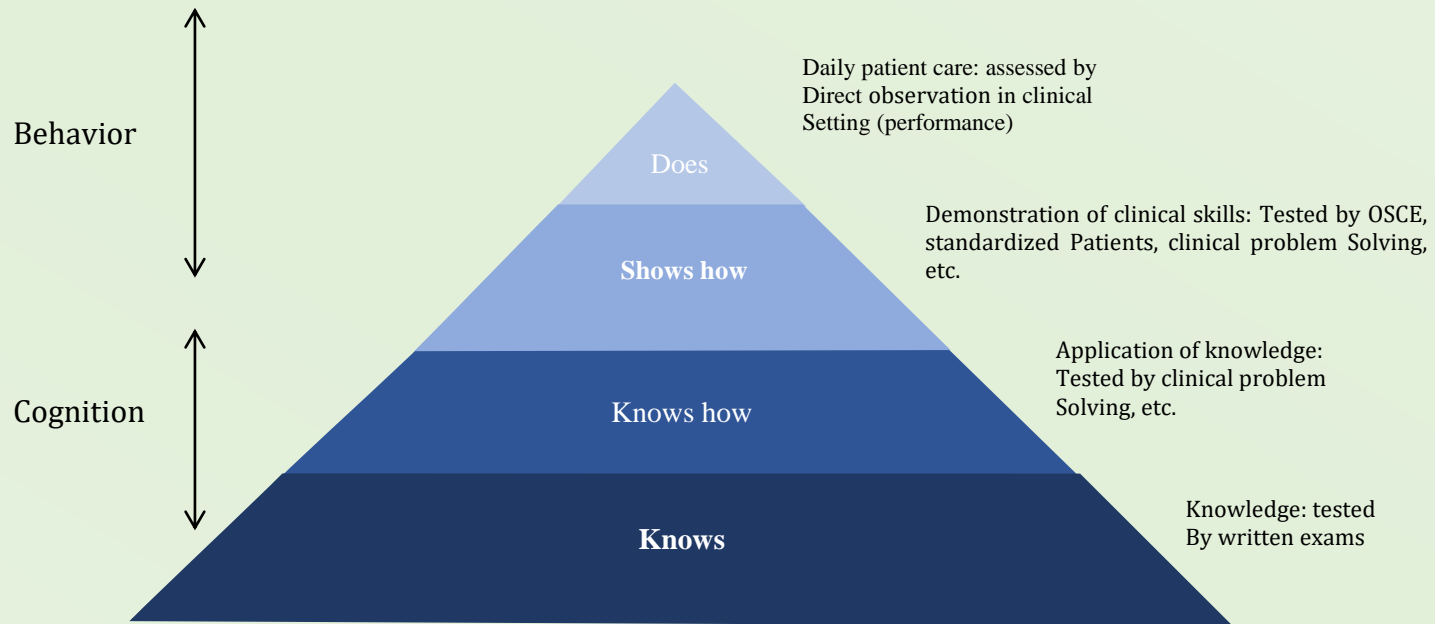 Daily patient care: assessed by
Direct observation in clinical
Setting (performance)
Behavior
Does
Demonstration of clinical skills: Tested by OSCE,
standardized Patients, clinical problem Solving,
etc.
Shows how
Application of knowledge:
Tested by clinical problem
Solving, etc.
Cognition
Knows how
Knowledge: tested
By written exams
Knows